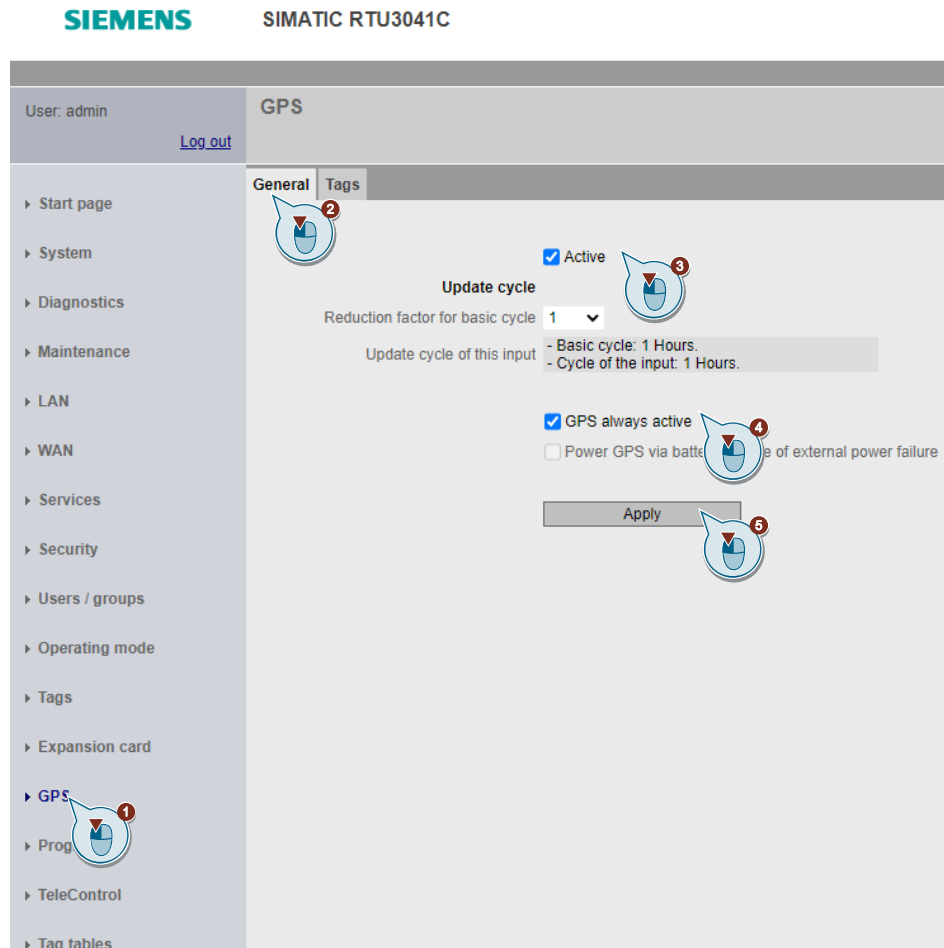 SIEMENS SIMATIC RTU3041C
User: admin
Log out
GPS
General Tags
2
Start page
System
Diagnostics
Maintenance
LAN
WAN
Services
Security
Users / groups
Operating mode
Tags
Expansion card
GPS
1
TeleControl
Tag tables
Active
3
Update cycle
Reduction factor for basic cycle 1
Update cycle of this input - Basic cycle: 1 Hours.
- Cycle of the input: 1 Hours.
GPS always active
4
Power GPS via of external power failure
Apply
5